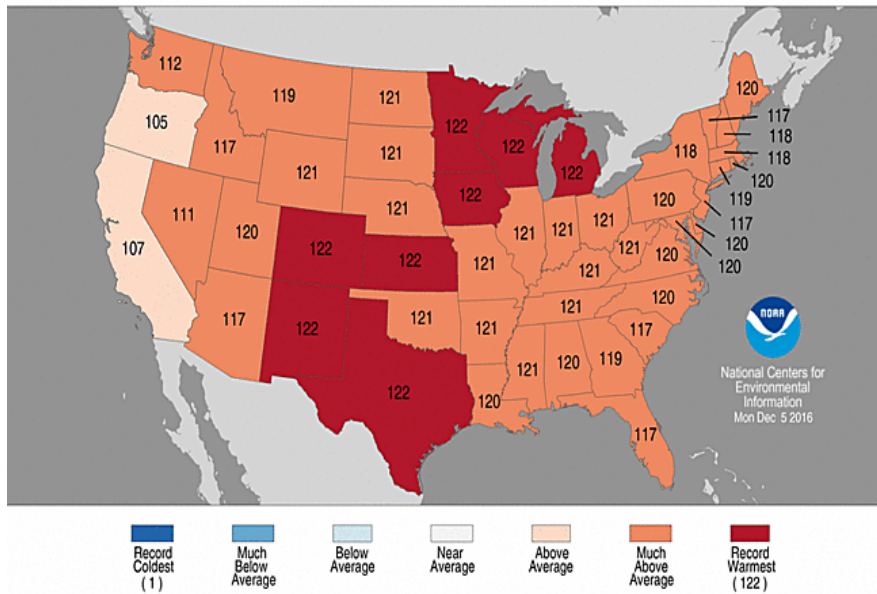 112
119
121
122
120
117
105
117
121
121
122
122
118
118
118
120
121
122
120
119
111
120
121
121
121
120
117
107
122
122
121
121
121
120
120
120
117
122
121
121
121
120
NOAA
122
121
120
119
117
National Centers for
Environmental
Information
Mon Dec 5 2016
120
117
Record
Coldest
( 1 )
Much
Below
Average
Below
Average
Near
Average
Above
Average
Much
Above
Average
Record
Warmest
( 122 )